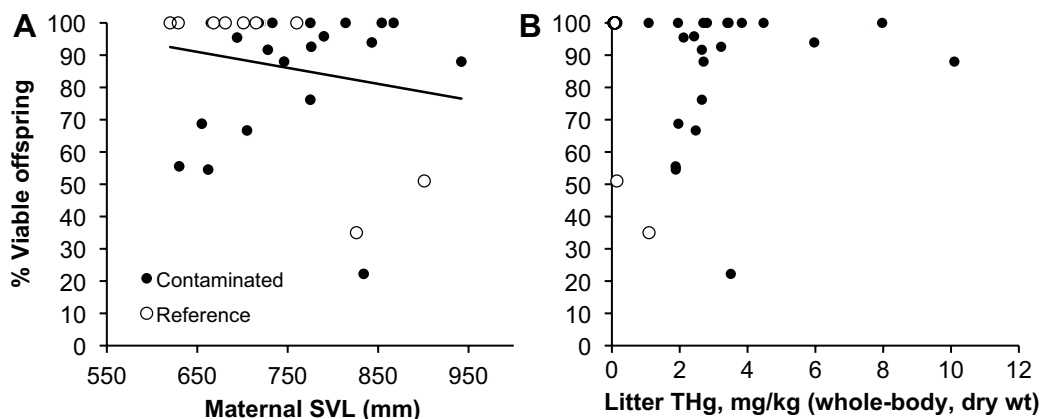 A
% Viable offspring
100
90
80
70
60
50
40
30
20
10
0
Contaminated
Reference
550 650 750 850 950
Maternal SVL (mm)
B
100
90
80
70
60
50
40
30
20
10
0
0 2 4 6 8 10 12
Litter THg, mg/kg (whole-body, dry wt)